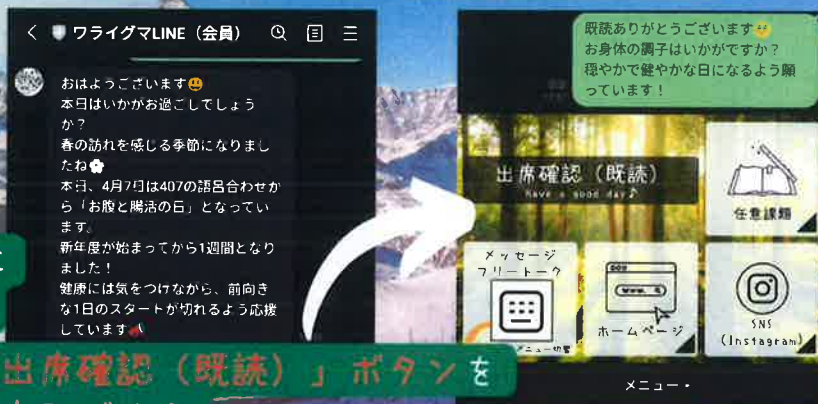 ワライグマLINE（会員）
おはようございます😃
本日はいかがお過ごしでしょう
か？
春の訪れを感じる季節になりまし
たね🌸
本日、4月7日は407の語呂合わせか
ら「お腹と腸活の日」となってい
ます。
新年度が始まってから1週間となり
ました！
健康には気をつけながら、前向き
な1日のスタートが切れるよう応援
しています📣
既読ありがとうございます🥺
お身体の調子はいかがですか？
穏やかで健やかな日になるよう願
っています！
出席確認（既読）
Have a good day♪
任意課題
メッセージ
フリートーク
メニュー切替
ホームページ
SNS
(Instagram)
メニュー
出席確認（既読）」ボタンを